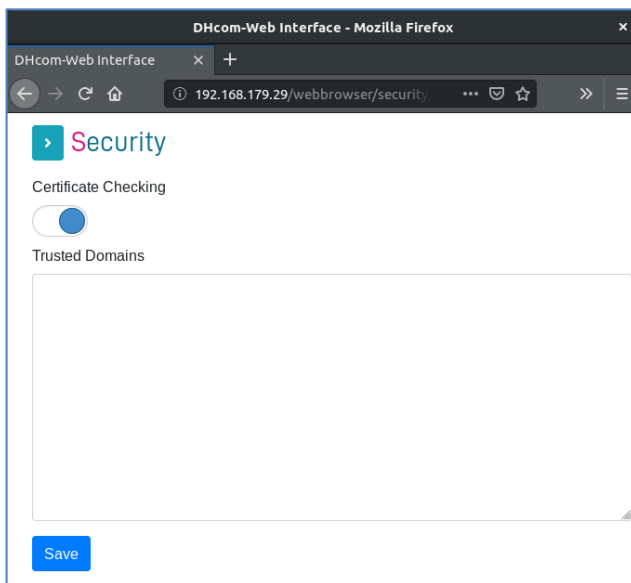 DHcom-Web Interface - Mozilla Firefox
DHcom-Web Interface
192.168.179.29/webbrowser/security
Security
Certificate Checking
Trusted Domains
Save